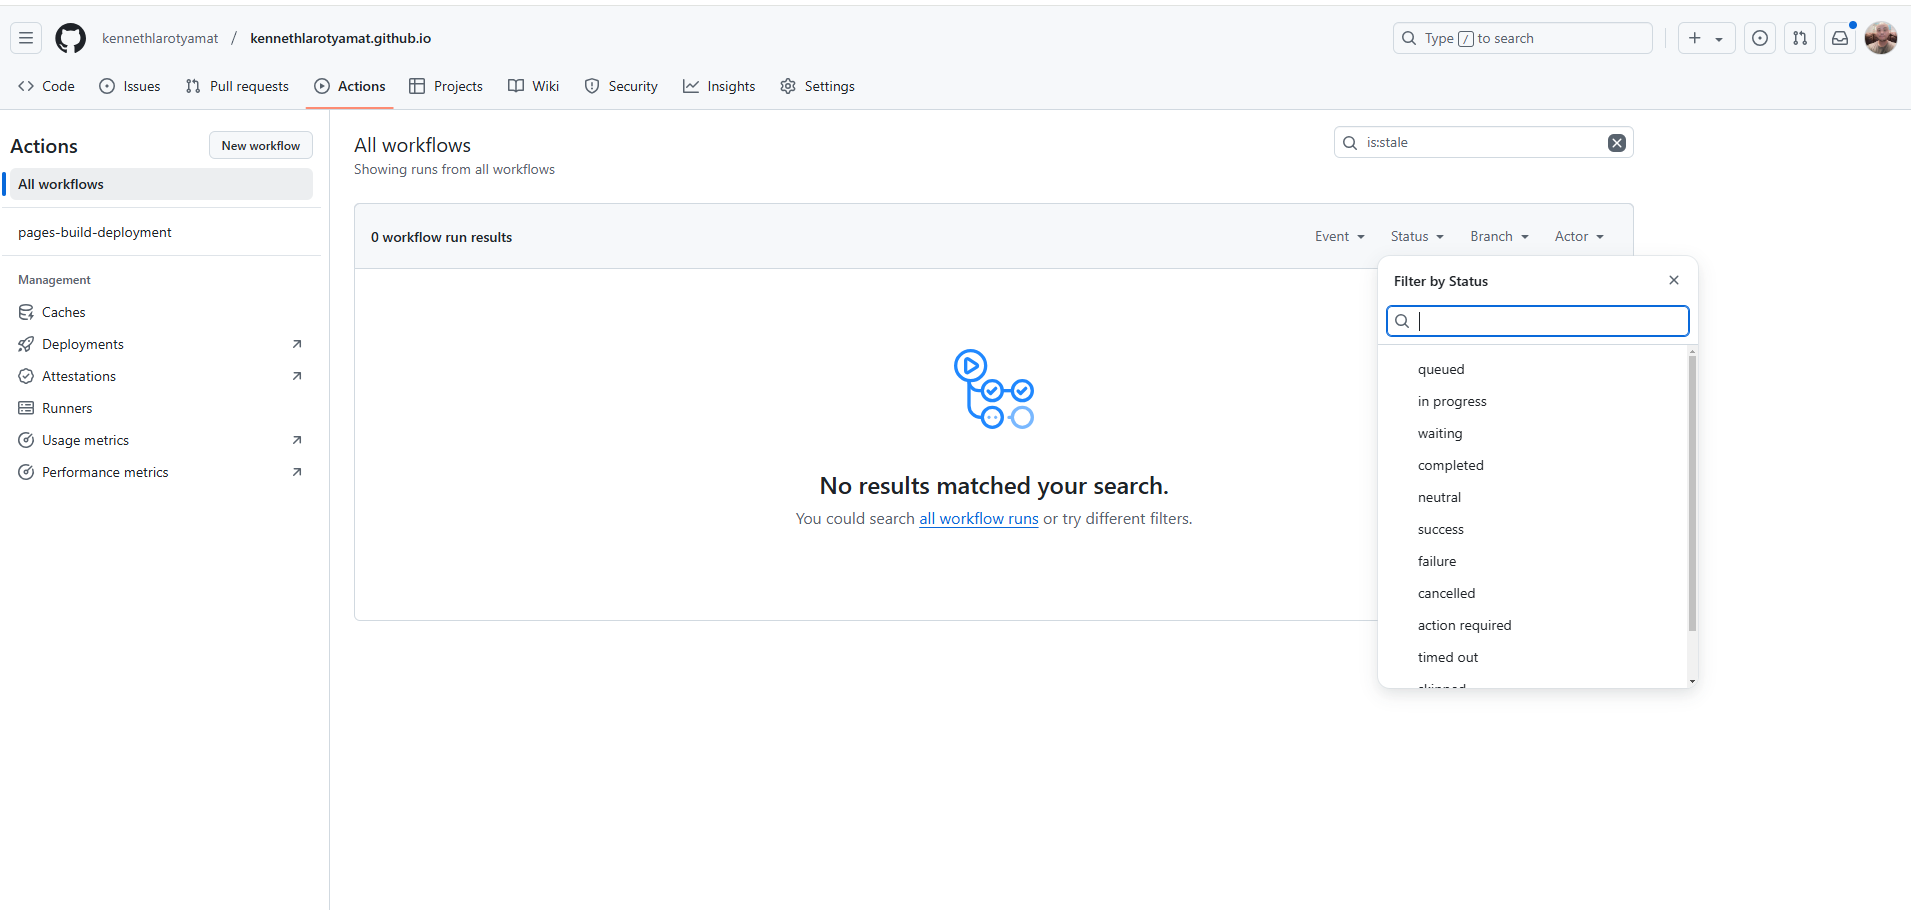 kennethlarotyamat / kennethlarotyamat.github.io
Type / to search
Code Issues Pull requests Actions Projects Wiki Security Insights Settings
Actions
New workflow
All workflows
pages-build-deployment
Management
Caches
Deployments
Attestations
Runners
Usage metrics
Performance metrics
All workflows
Showing runs from all workflows
is:stale
0 workflow run results
Event Status Branch Actor
No results matched your search.
You could search all workflow runs or try different filters.
Filter by Status
queued
in progress
waiting
completed
neutral
success
failure
cancelled
action required
timed out
skipped